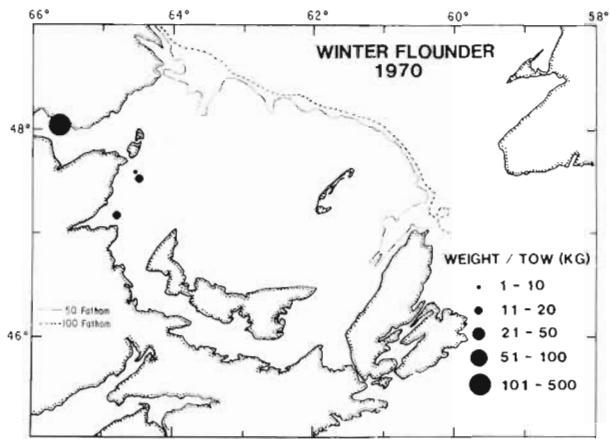 66° 64° 62° 60° 58°
WINTER FLOUNDER
1970
48°
WEIGHT / TOW (KG)
1 - 10
50 Fathom
11 - 20
100 Fathom
21 - 50
46°
51 - 100
101 - 500